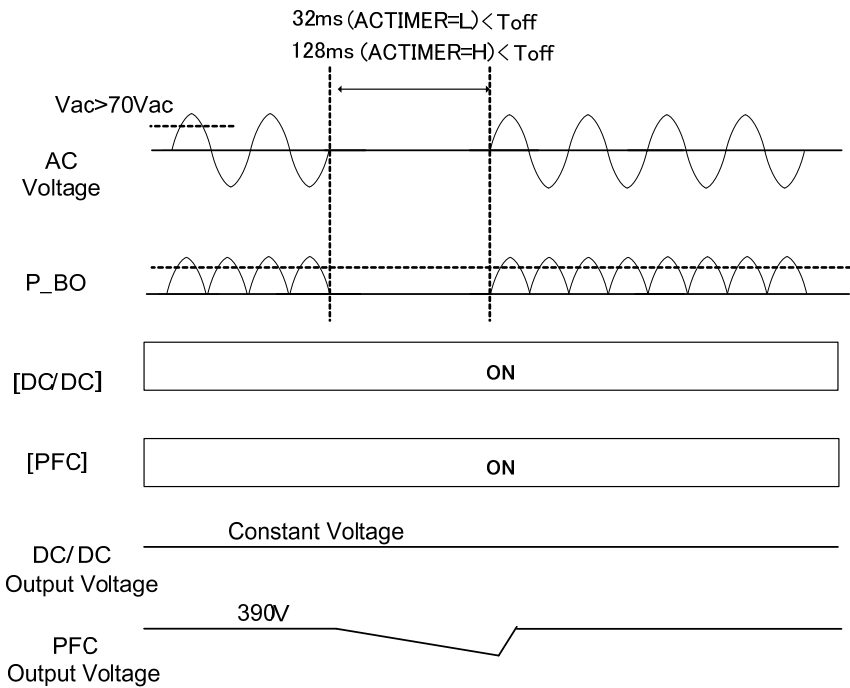 32ms (ACTIMER=L)<Toff
128ms (ACTIMER=H)<Toff
Vac>70Vac
AC
Voltage
P_BO
[DC/DC]
ON
[PFC]
ON
Constant Voltage
DC/DC
Output Voltage
390V
PFC
Output Voltage